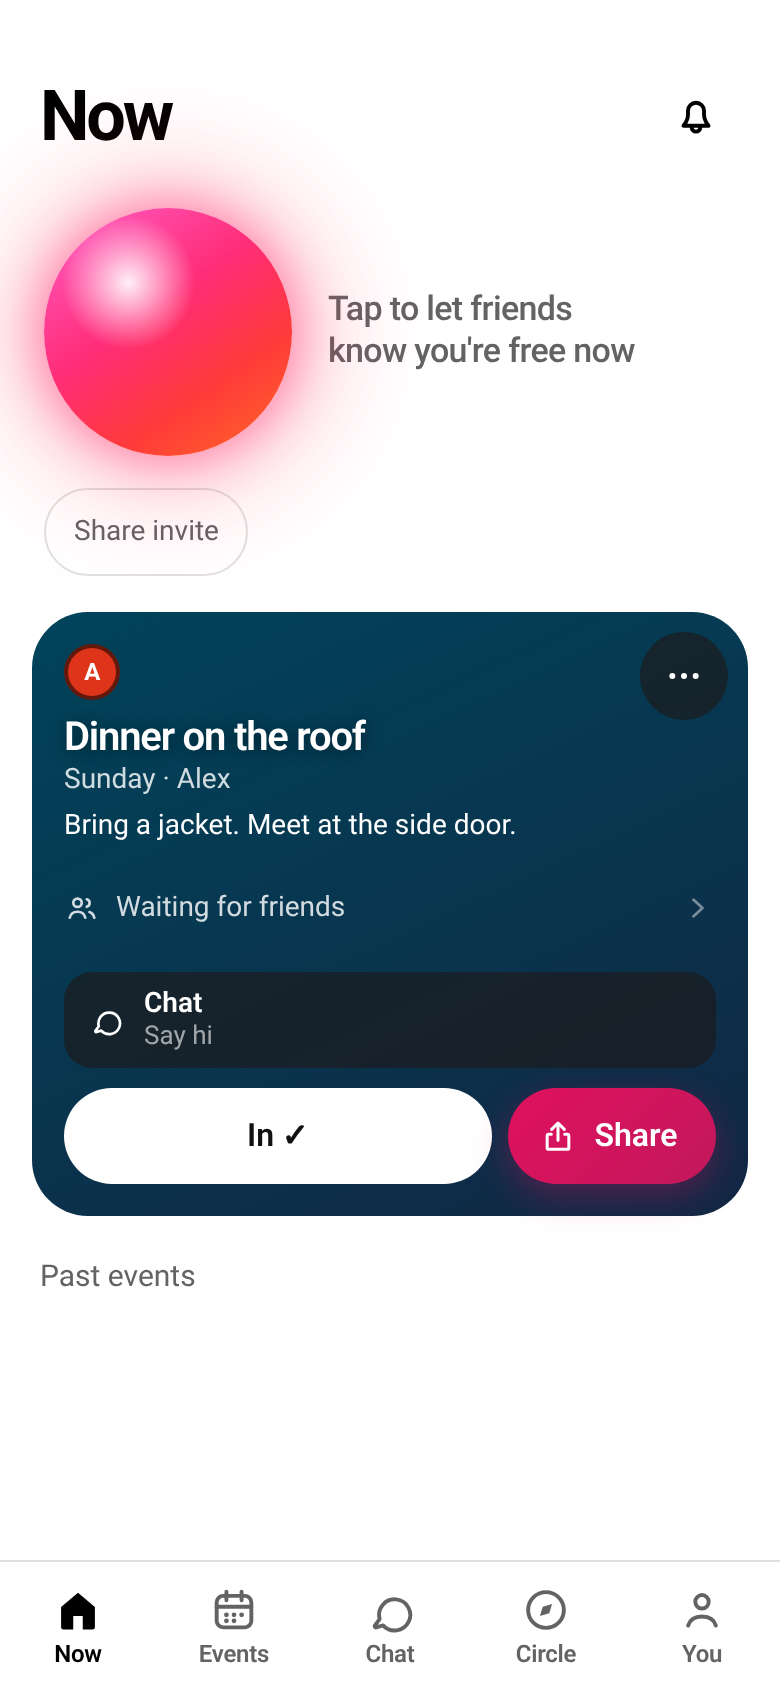 Now
Tap to let friends
know you're free now
Share invite
A
Dinner on the roof
Sunday · Alex
Bring a jacket. Meet at the side door.
Waiting for friends
Chat
Say hi
In ✓
Share
Past events
Now
Events
Chat
Circle
You